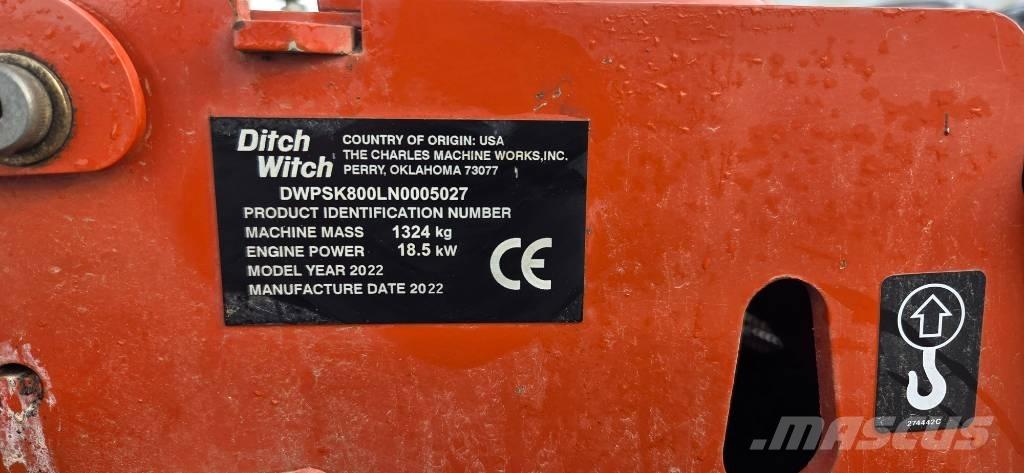 Ditch
Witch
COUNTRY OF ORIGIN: USA
THE CHARLES MACHINE WORKS,INC.
PERRY, OKLAHOMA 73077
DWPSK800LN0005027
PRODUCT IDENTIFICATION NUMBER
MACHINE MASS 1324 kg
ENGINE POWER 18.5 kW
MODEL YEAR 2022
MANUFACTURE DATE 2022
CE
274442C
MASCUS